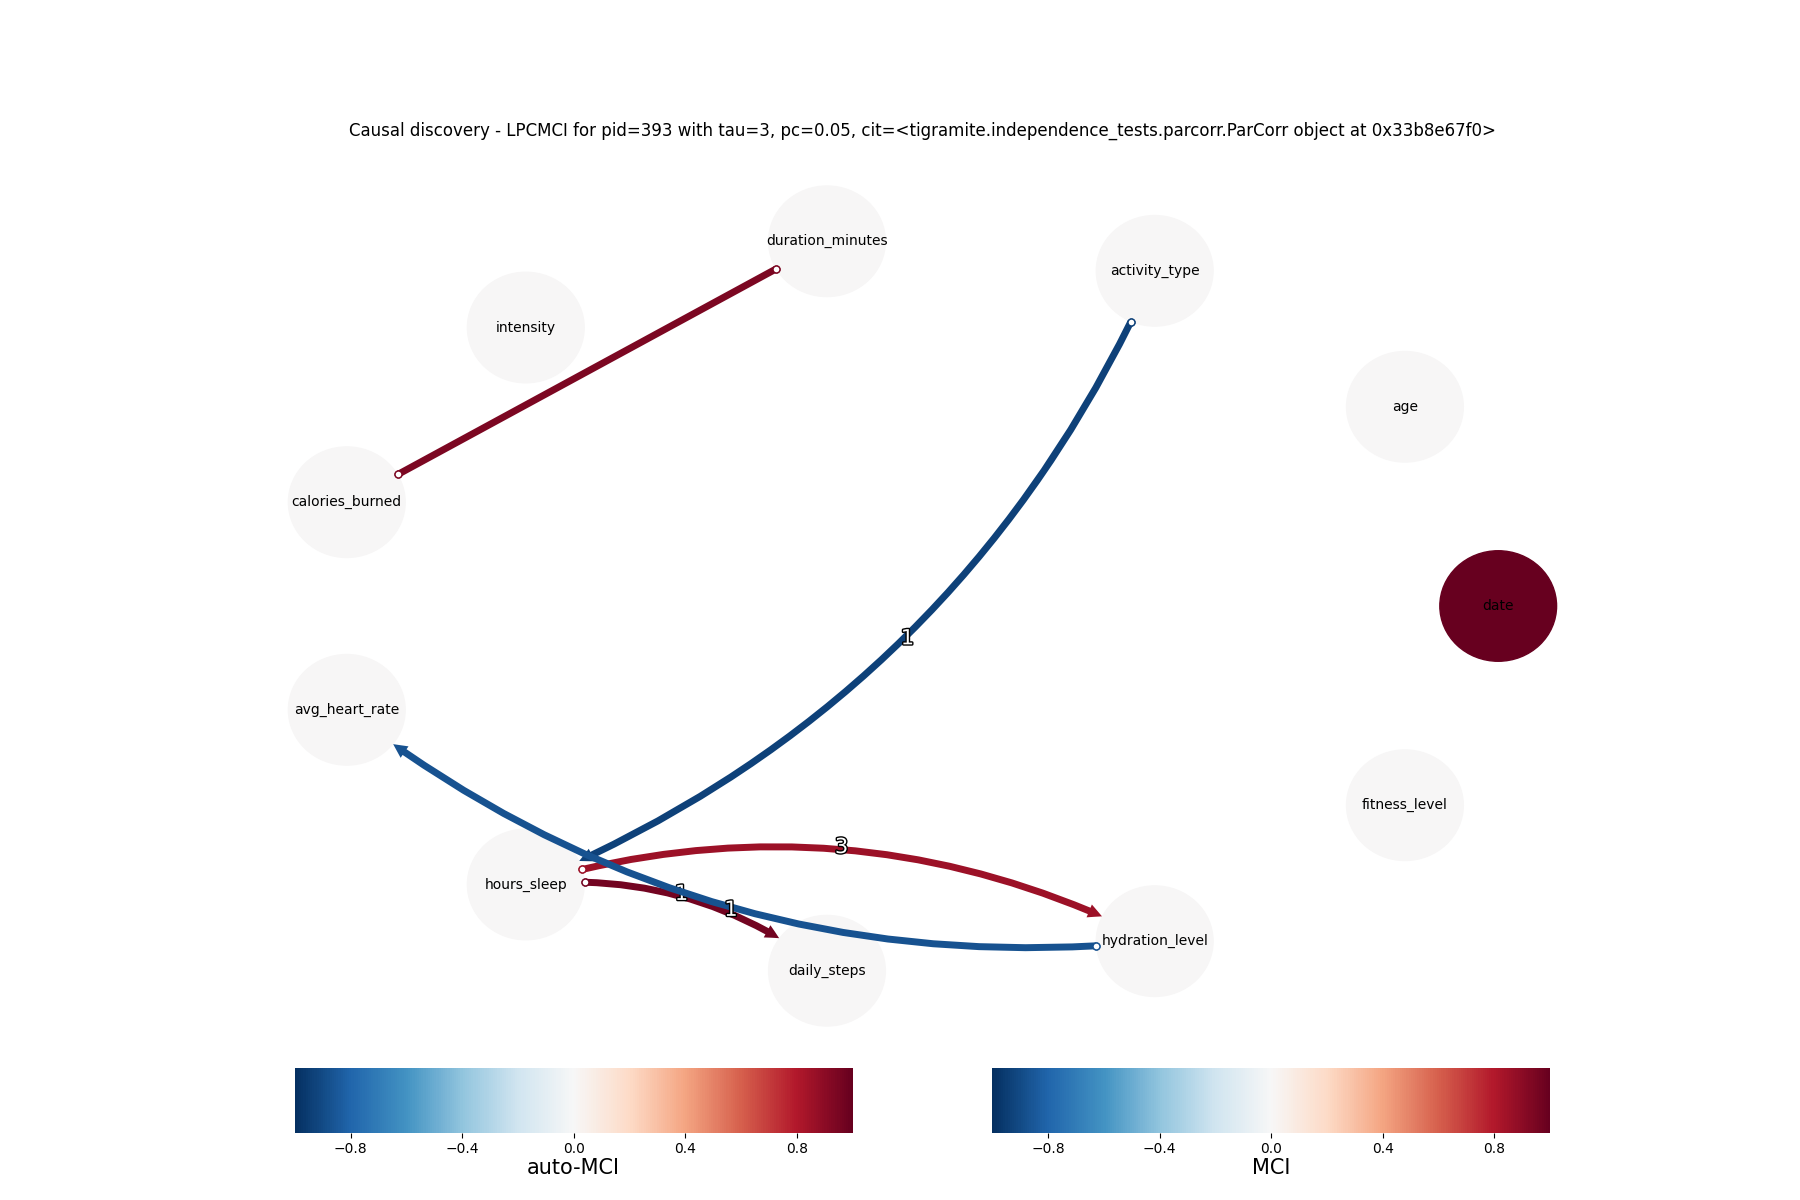 Causal discovery - LPCMCI for pid=393 with tau=3, pc=0.05, cit=<tigramite.independence_tests.parcorr.ParCorr object at 0x33b8e67f0>
duration_minutes
activity_type
intensity
age
calories_burned
date
1
avg_heart_rate
fitness_level
3
hours_sleep
1
1
hydration_level
daily_steps
−0.8 −0.4 0.0 0.4 0.8
auto-MCI
−0.8 −0.4 0.0 0.4 0.8
MCI